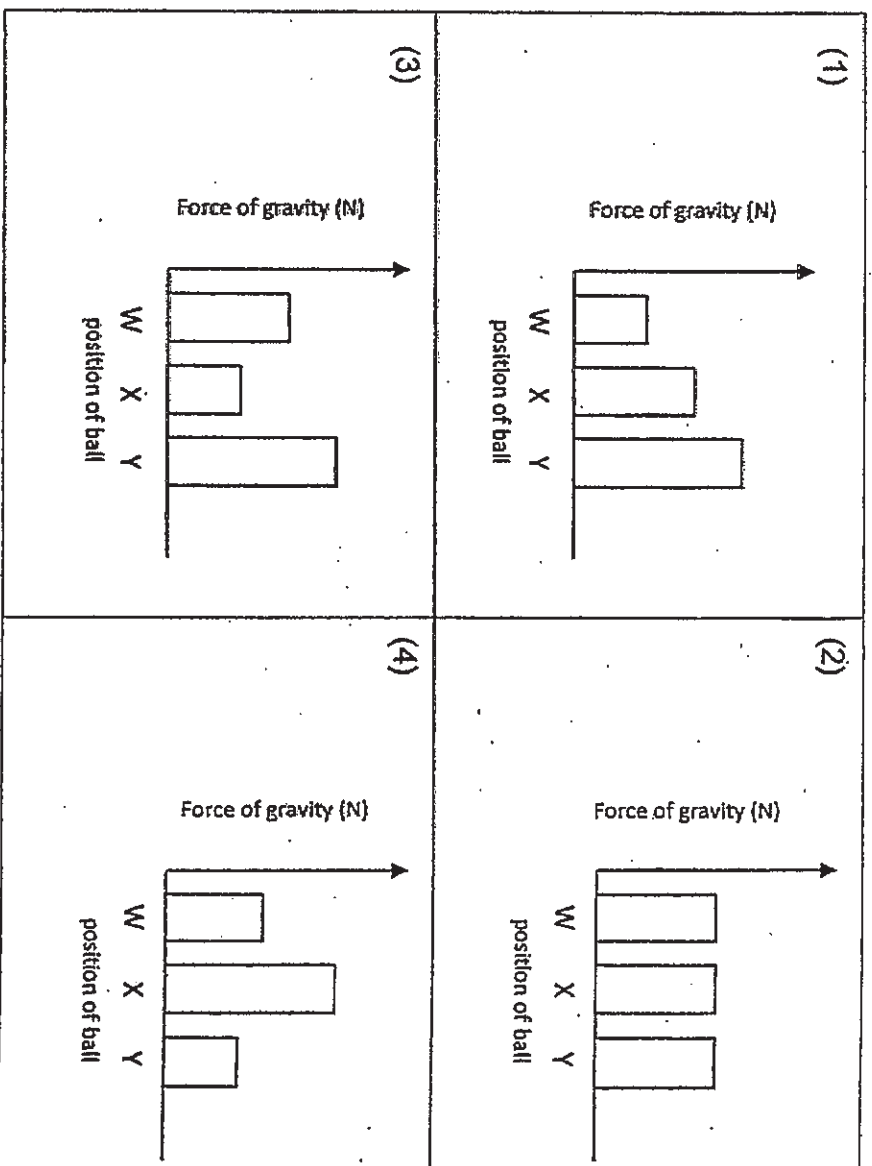 (1)
Force of gravity (N)
W X Y
position of ball
(2)
Force of gravity (N)
W X Y
position of ball
(3)
Force of gravity (N)
W X Y
position of ball
(4)
Force of gravity (N)
W X Y
position of ball